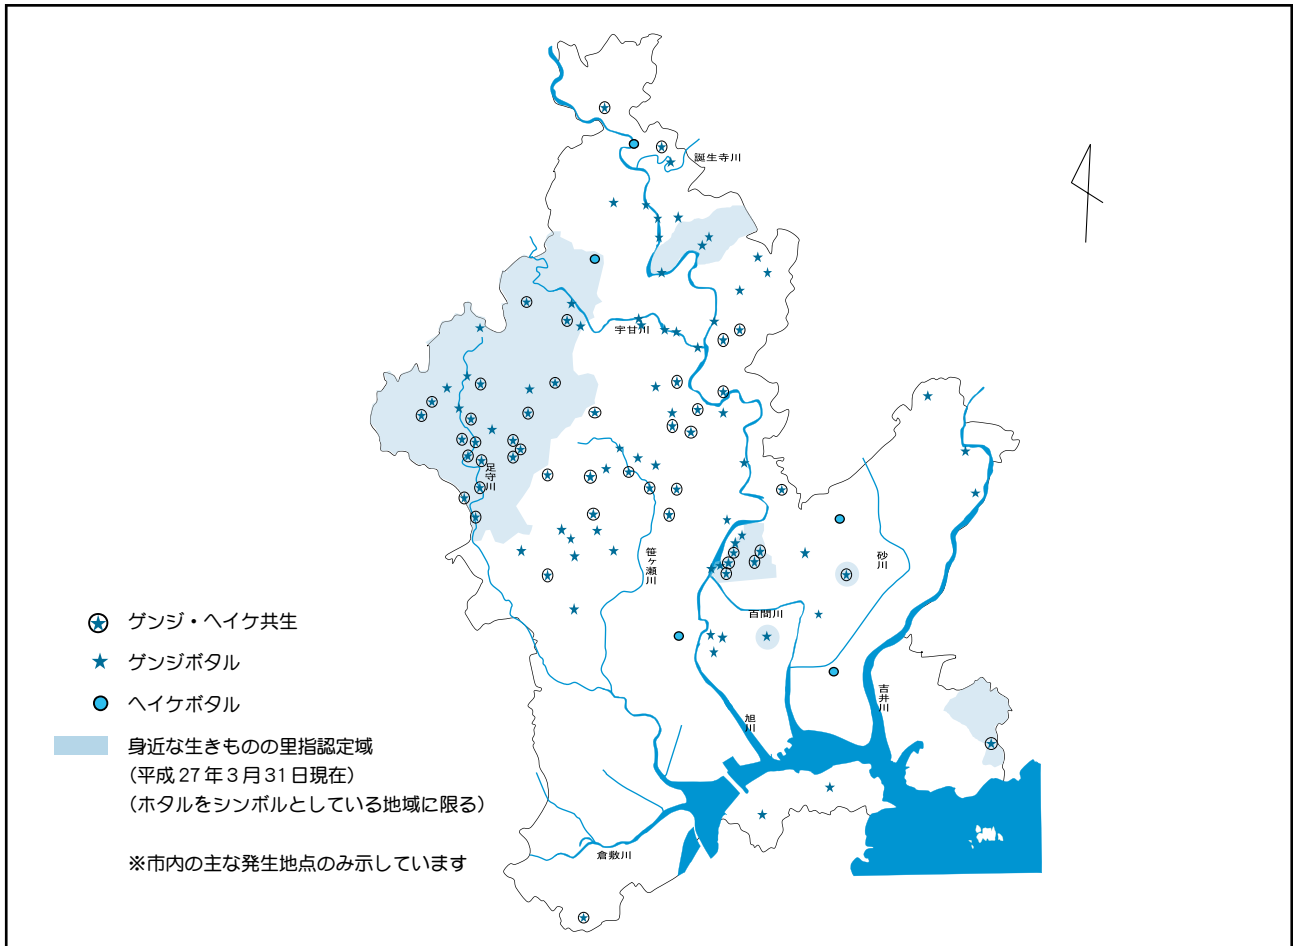 誕生寺川
宇甘川
足守川
笹ヶ瀬川
砂川
百間川
吉井川
旭川
倉敷川
ゲンジ・ヘイケ共生
ゲンジボタル
ヘイケボタル
身近な生きものの里指認定域
(平成27年3月31日現在)
(ホタルをシンボルとしている地域に限る)
※市内の主な発生地点のみ示しています